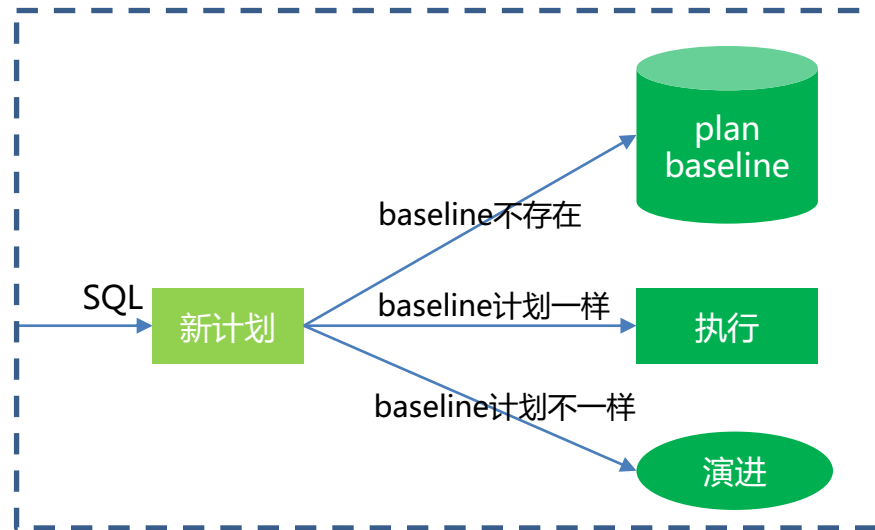 plan
baseline
baseline不存在
SQL
新计划
baseline计划一样
执行
baseline计划不一样
演进